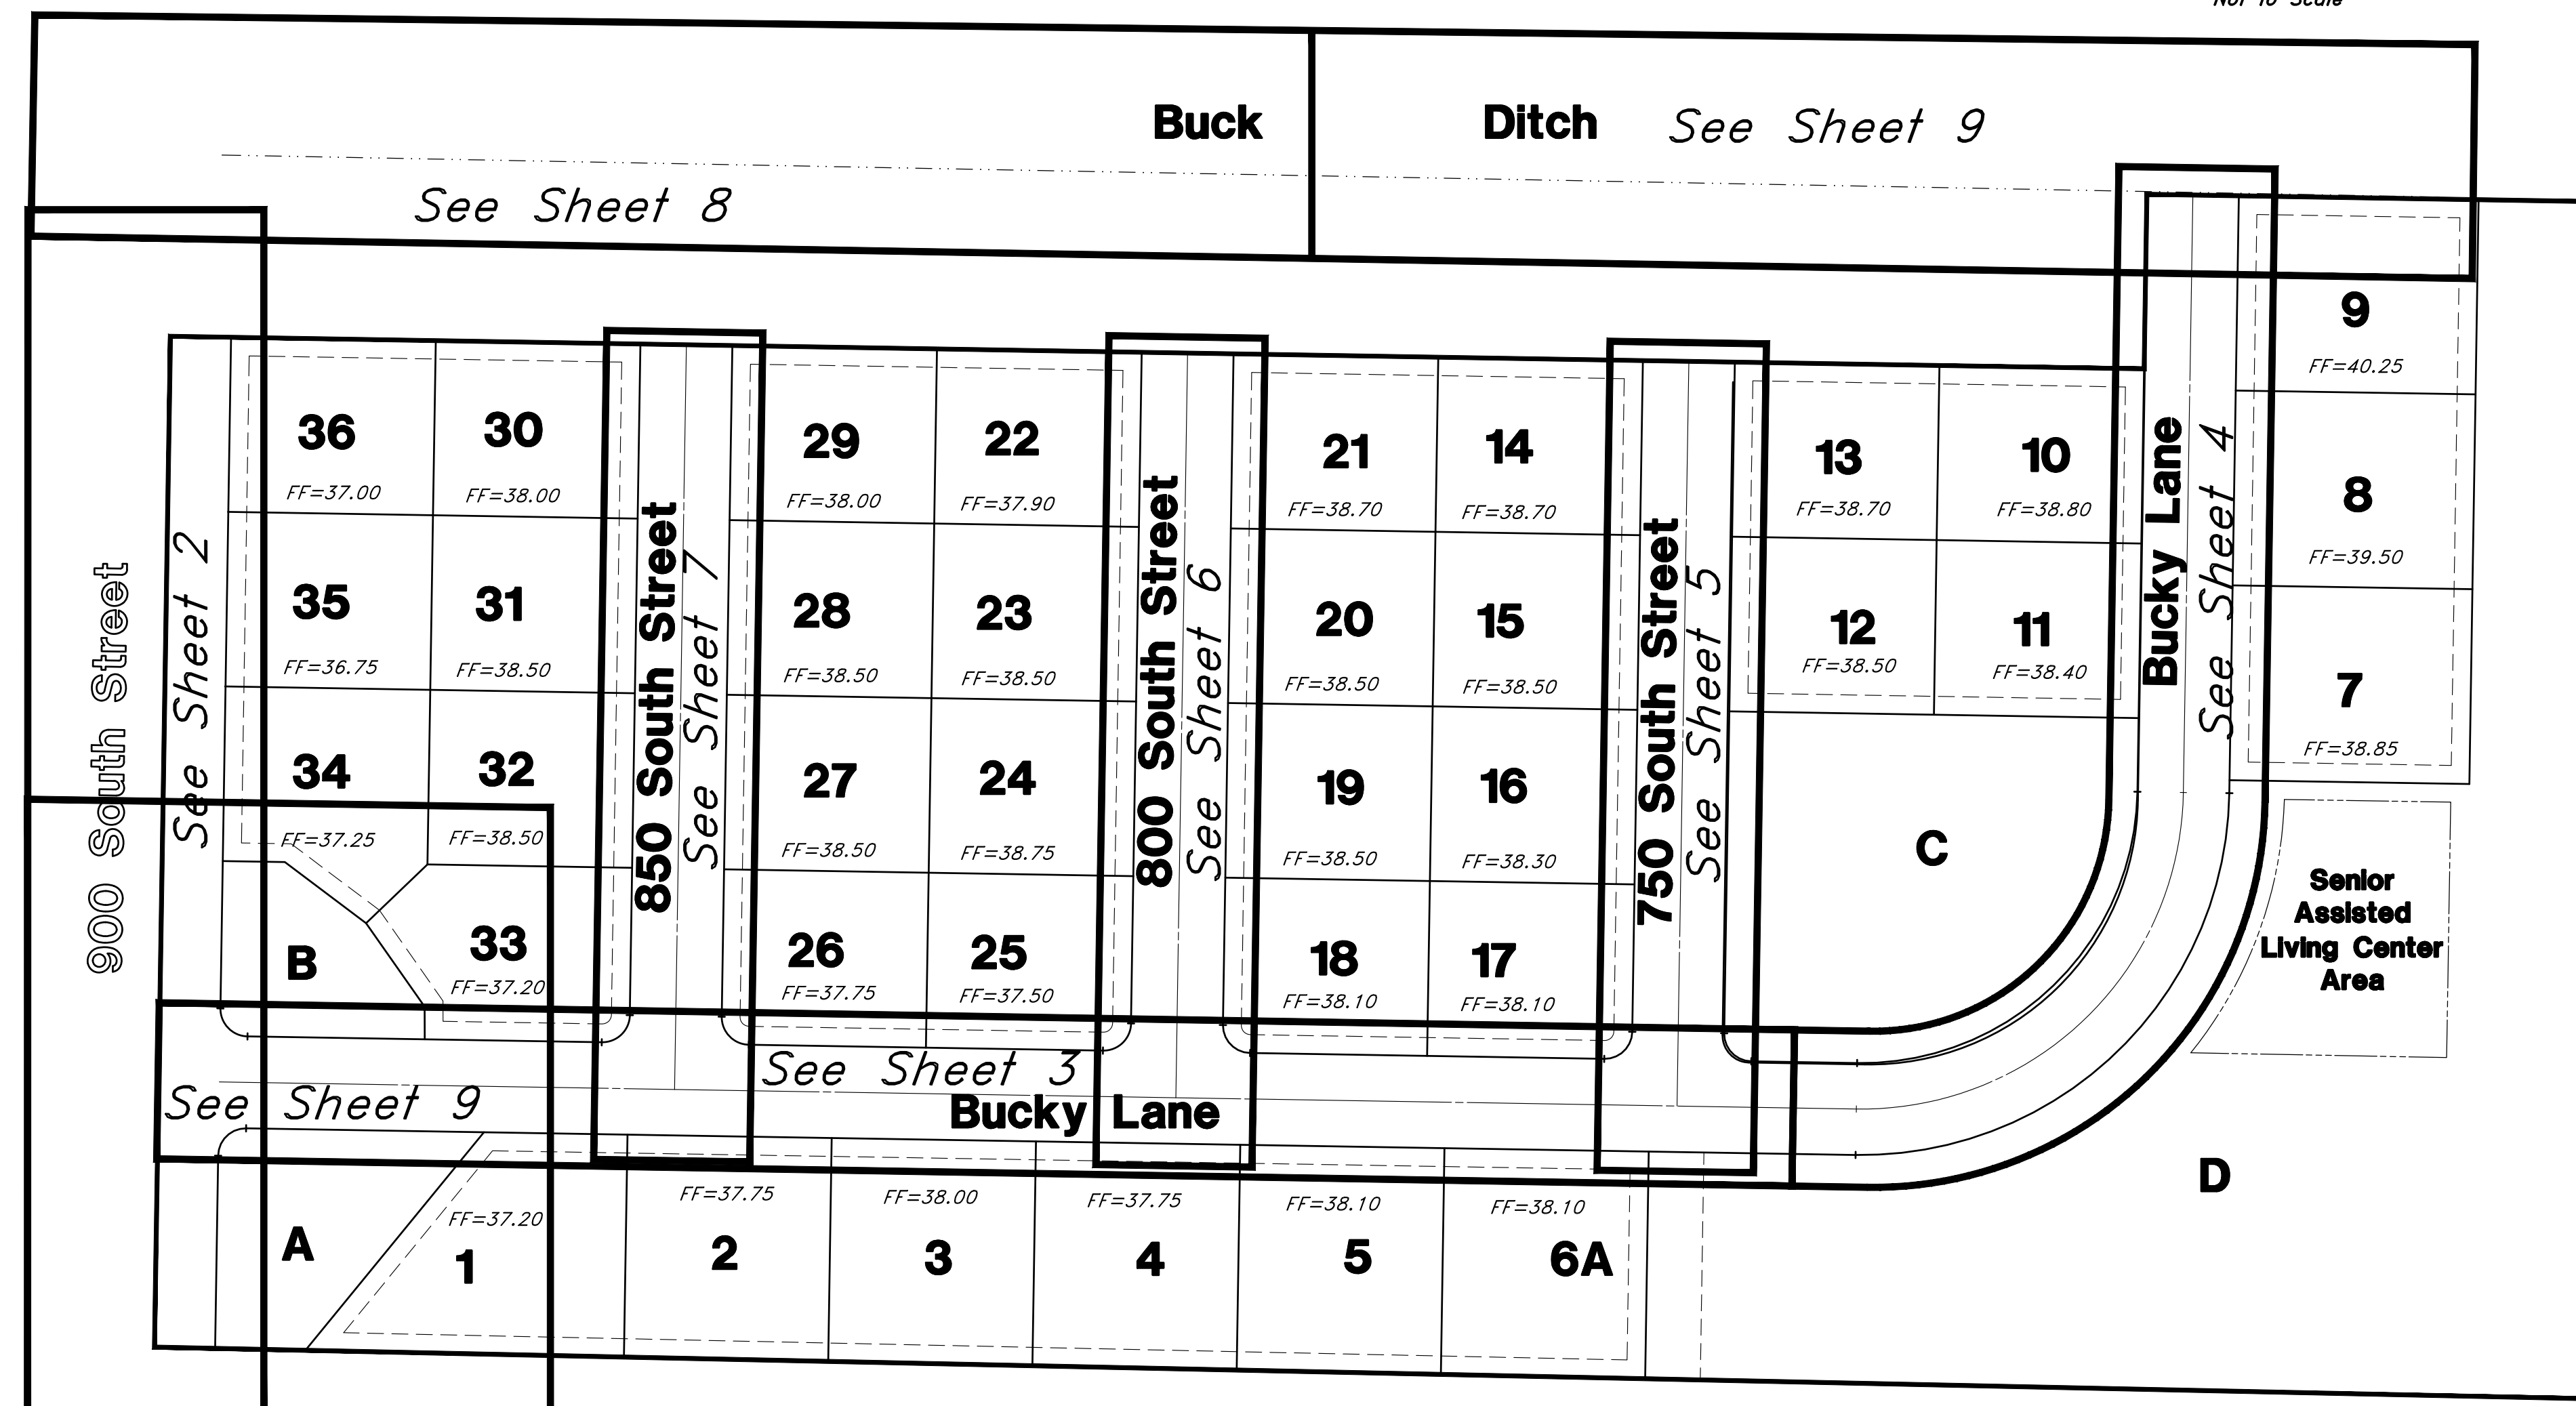 Not to Scale
Buck Ditch See Sheet 9
See Sheet 8
9
FF=40.25
36 30 29 22 21 14 13 10
FF=37.00 FF=38.00 FF=38.00 FF=37.90 FF=38.70 FF=38.70 FF=38.70 FF=38.80
8
FF=39.50
35 31 28 23 20 15 12 11
FF=36.75 FF=38.50 FF=38.50 FF=38.50 FF=38.50 FF=38.50 FF=38.50 FF=38.40
7
FF=38.85
900 South Street
See Sheet 2
850 South Street
See Sheet 7
800 South Street
See Sheet 6
750 South Street
See Sheet 5
Bucky Lane
See Sheet 4
34 32 27 24 19 16
FF=37.25 FF=38.50 FF=38.50 FF=38.75 FF=38.50 FF=38.30
C
Senior
Assisted
Living Center
Area
B 33 26 25 18 17
FF=37.20 FF=37.75 FF=37.50 FF=38.10 FF=38.10
See Sheet 3
See Sheet 9
Bucky Lane
D
FF=37.20 FF=37.75 FF=38.00 FF=37.75 FF=38.10 FF=38.10
A 1 2 3 4 5 6A